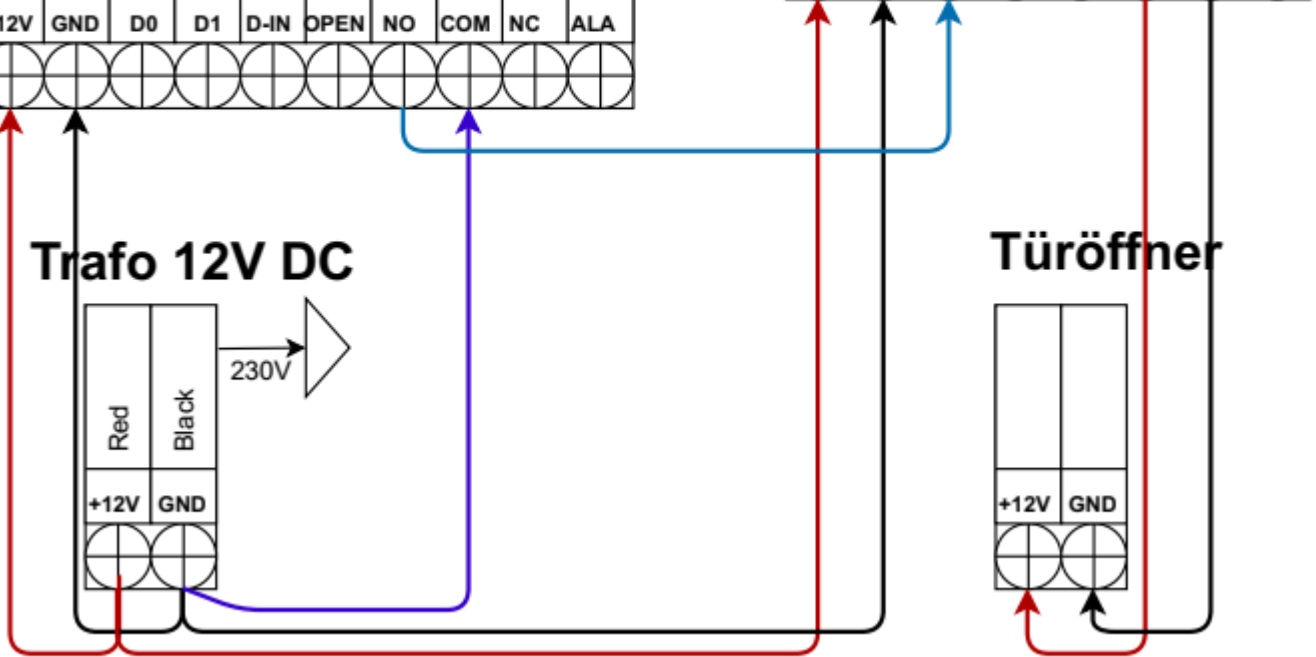 12V GND D0 D1 D-IN OPEN NO COM NC ALA
Trafo 12V DC
Türöffner
230V
Red
Black
+12V GND
+12V GND